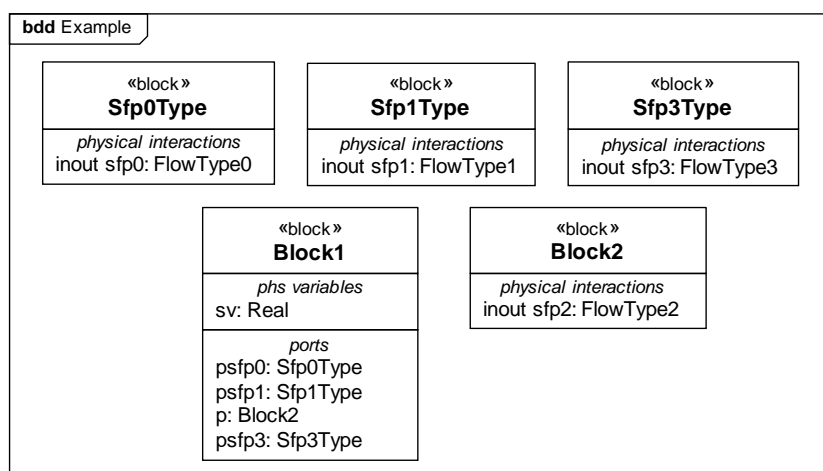 bdd Example
«block»
Sfp0Type
physical interactions
inout sfp0: FlowType0
«block»
Sfp1Type
physical interactions
inout sfp1: FlowType1
«block»
Sfp3Type
physical interactions
inout sfp3: FlowType3
«block»
Block1
phs variables
sv: Real
ports
psfp0: Sfp0Type
psfp1: Sfp1Type
p: Block2
psfp3: Sfp3Type
«block»
Block2
physical interactions
inout sfp2: FlowType2